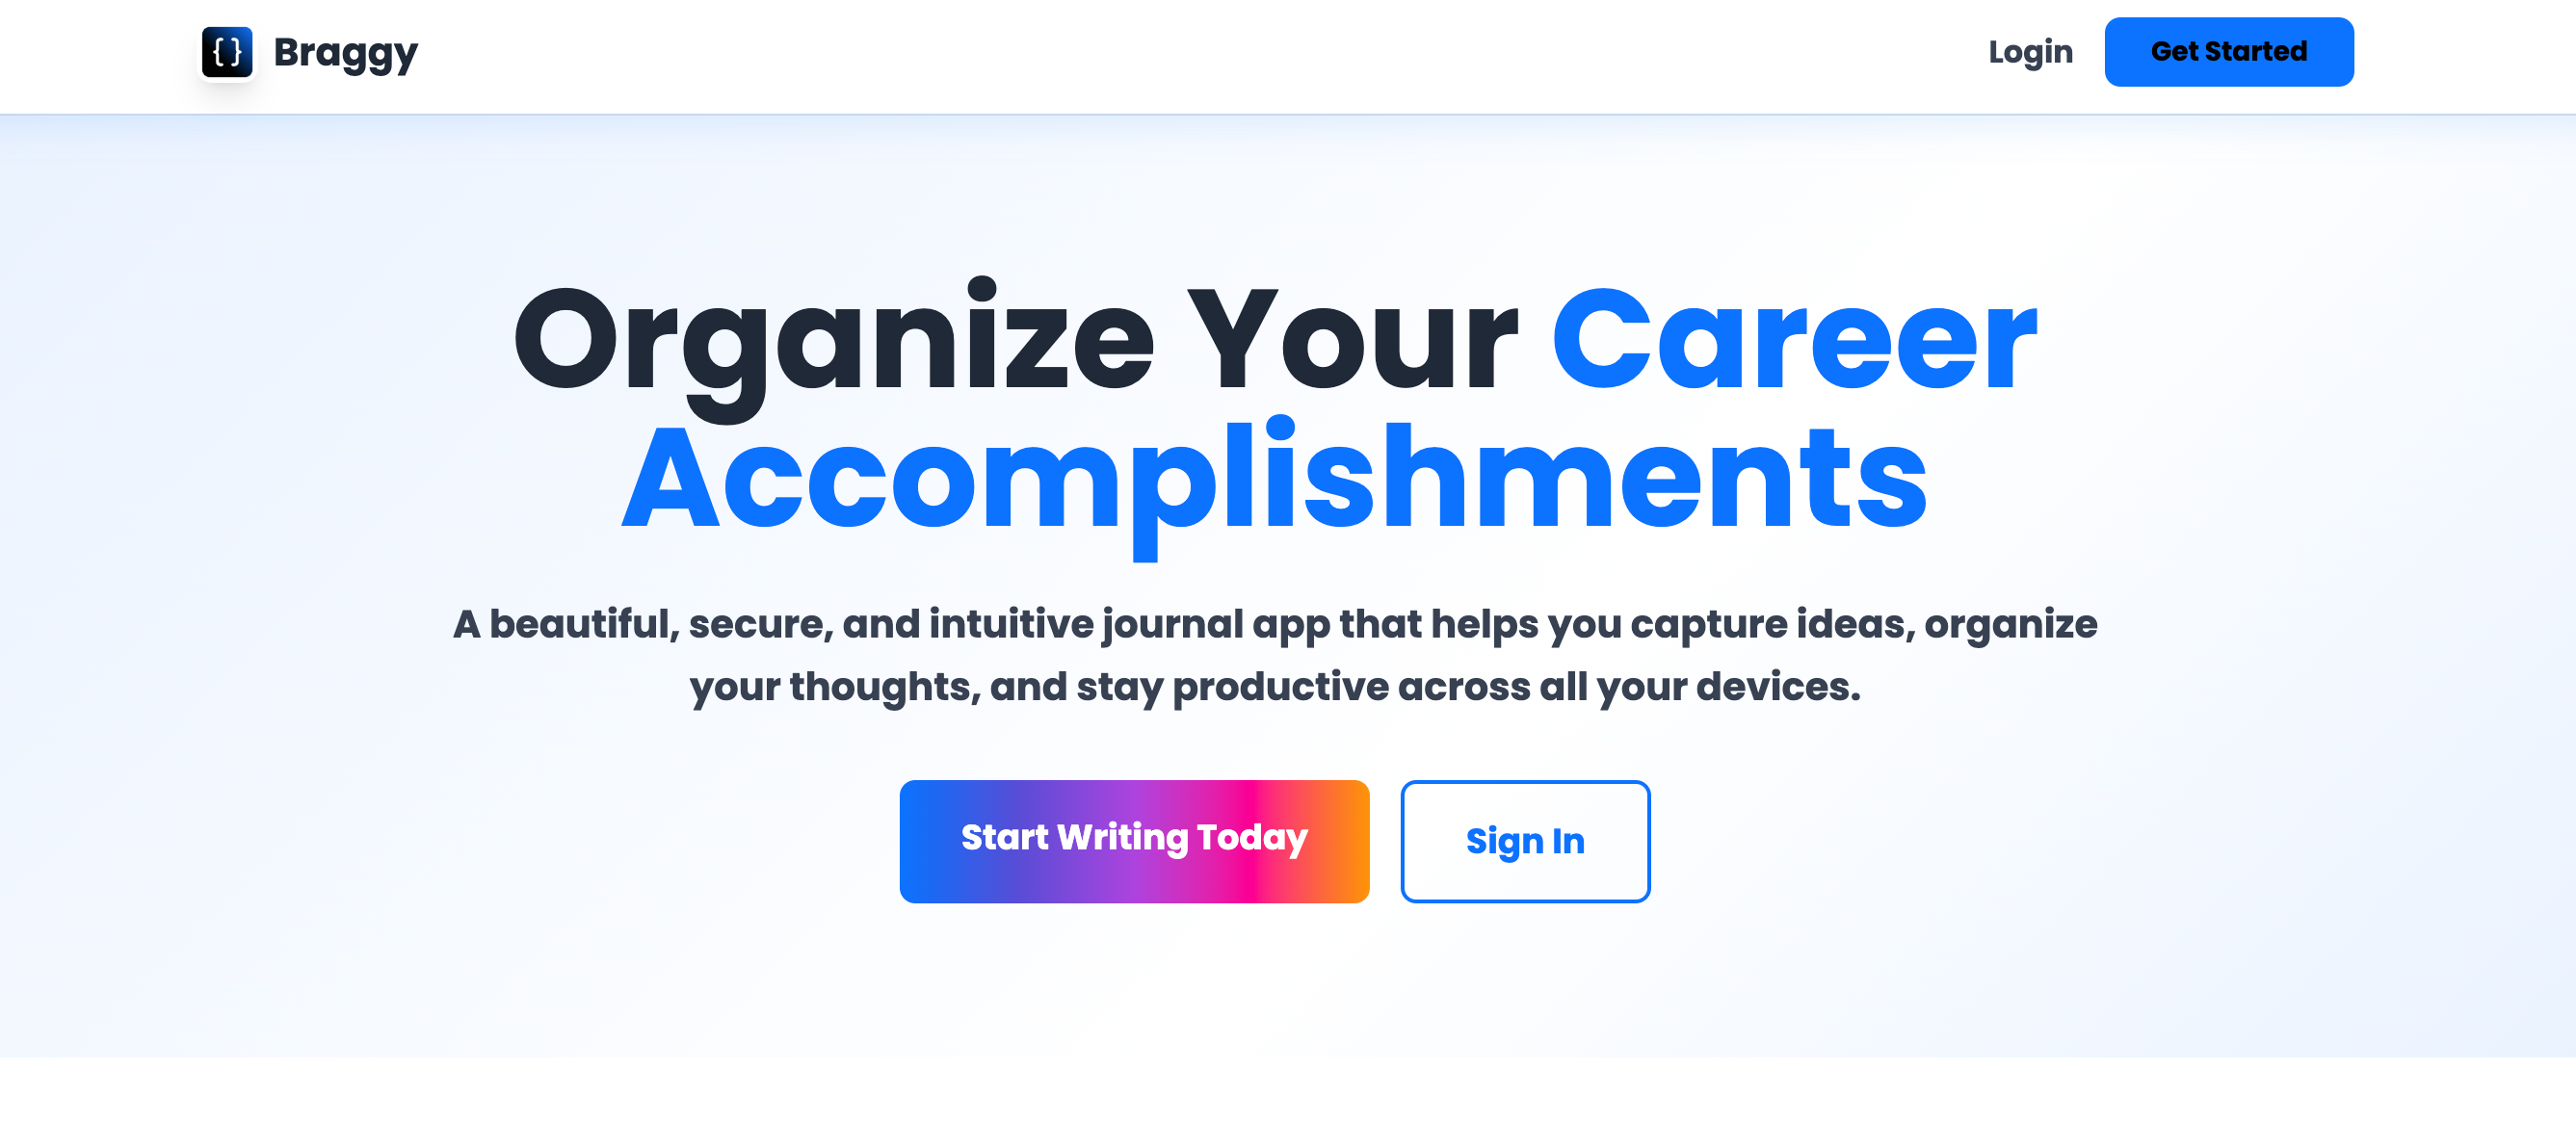 { } Braggy
Login
Get Started
Organize Your Career
Accomplishments
A beautiful, secure, and intuitive journal app that helps you capture ideas, organize
your thoughts, and stay productive across all your devices.
Start Writing Today
Sign In